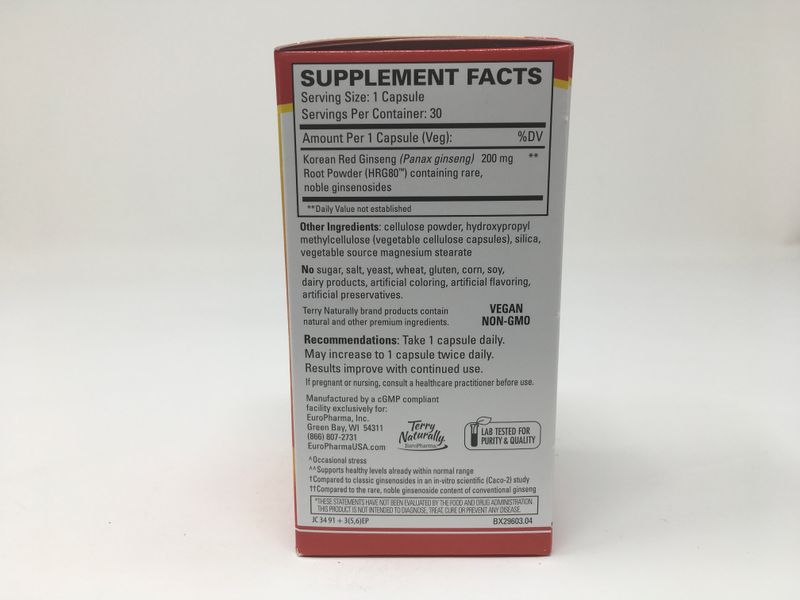 SUPPLEMENT FACTS
Serving Size: 1 Capsule
Servings Per Container: 30
Amount Per 1 Capsule (Veg): %DV
Korean Red Ginseng (Panax ginseng) 200 mg **
Root Powder (HRG80™) containing rare,
noble ginsenosides
**Daily Value not established
Other Ingredients: cellulose powder, hydroxypropyl
methylcellulose (vegetable cellulose capsules), silica,
vegetable source magnesium stearate
No sugar, salt, yeast, wheat, gluten, corn, soy,
dairy products, artificial coloring, artificial flavoring,
artificial preservatives.
Terry Naturally brand products contain
natural and other premium ingredients.
VEGAN
NON-GMO
Recommendations: Take 1 capsule daily.
May increase to 1 capsule twice daily.
Results improve with continued use.
If pregnant or nursing, consult a healthcare practitioner before use.
Manufactured by a cGMP compliant
facility exclusively for:
EuroPharma, Inc.
Green Bay, WI 54311
(866) 807-2731
EuroPharmaUSA.com
Terry
Naturally
EuroPharma
LAB TESTED FOR
PURITY & QUALITY
^Occasional stress
^^Supports healthy levels already within normal range
†Compared to classic ginsenosides in an in-vitro scientific (Caco-2) study
††Compared to the rare, noble ginsenoside content of conventional ginseng
*THESE STATEMENTS HAVE NOT BEEN EVALUATED BY THE FOOD AND DRUG ADMINISTRATION.
THIS PRODUCT IS NOT INTENDED TO DIAGNOSE, TREAT, CURE OR PREVENT ANY DISEASE.
JC 34 91 + 3(5,6)EP BX29603.04